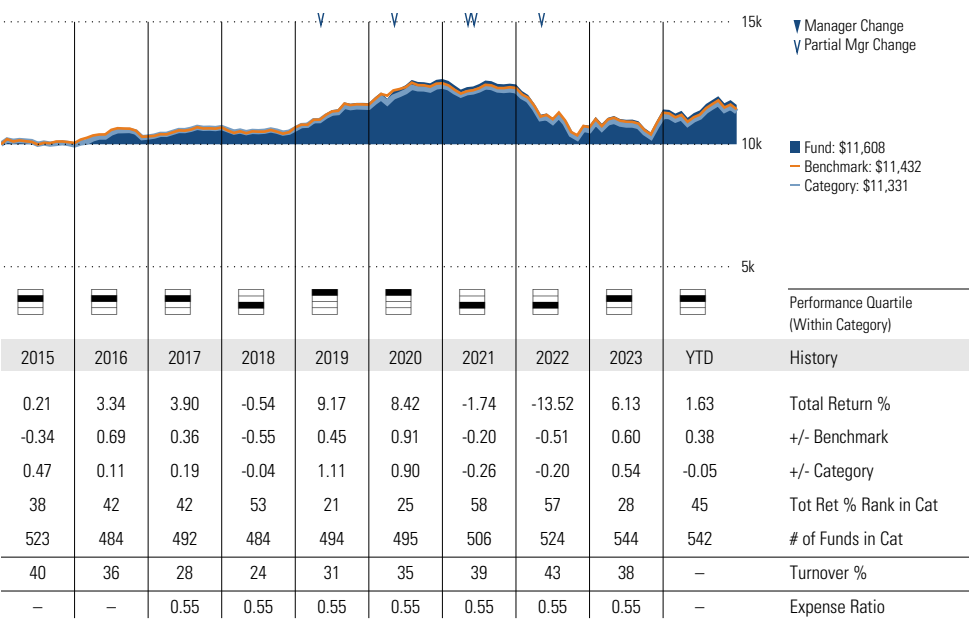 15k
▼ Manager Change
V Partial Mgr Change
10k
Fund: $11,608
Benchmark: $11,432
Category: $11,331
5k
Performance Quartile
(Within Category)
2015 2016 2017 2018 2019 2020 2021 2022 2023 YTD History
0.21 3.34 3.90 -0.54 9.17 8.42 -1.74 -13.52 6.13 1.63 Total Return %
-0.34 0.69 0.36 -0.55 0.45 0.91 -0.20 -0.51 0.60 0.38 +/- Benchmark
0.47 0.11 0.19 -0.04 1.11 0.90 -0.26 -0.20 0.54 -0.05 +/- Category
38 42 42 53 21 25 58 57 28 45 Tot Ret % Rank in Cat
523 484 492 484 494 495 506 524 544 542 # of Funds in Cat
40 36 28 24 31 35 39 43 38 – Turnover %
– – 0.55 0.55 0.55 0.55 0.55 0.55 0.55 – Expense Ratio